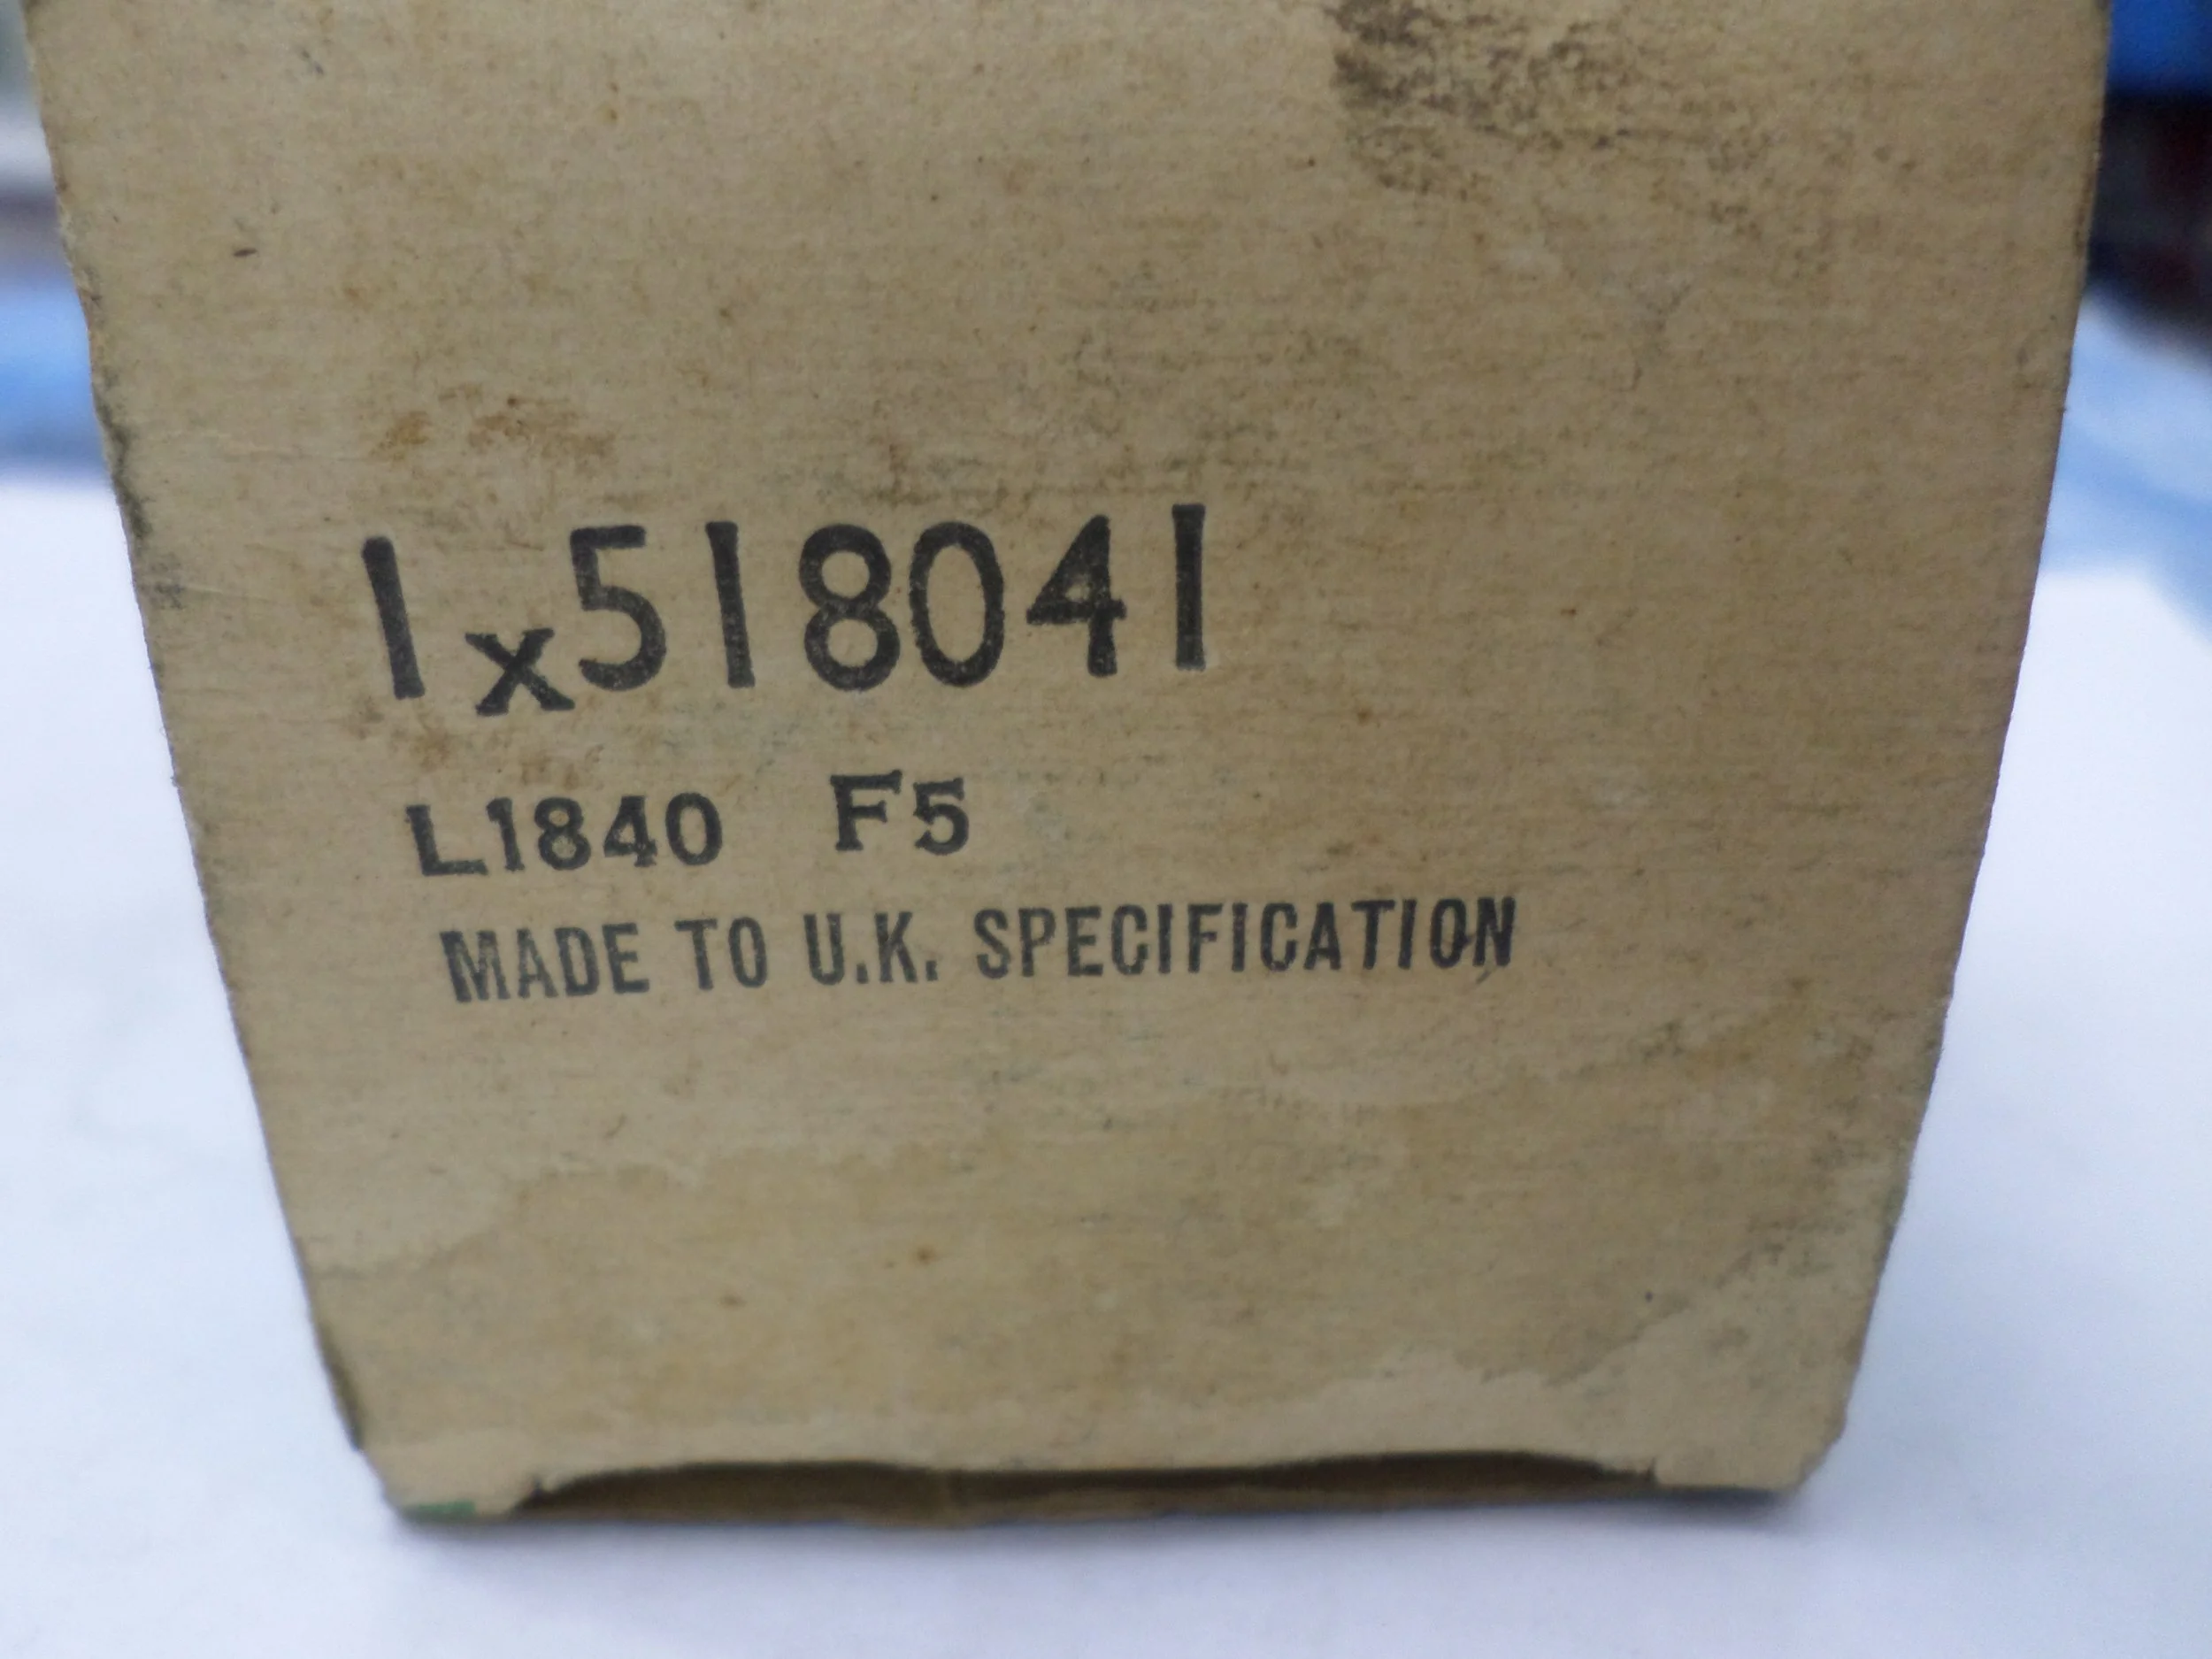 1x518041
L1840 F5
MADE TO U.K. SPECIFICATION